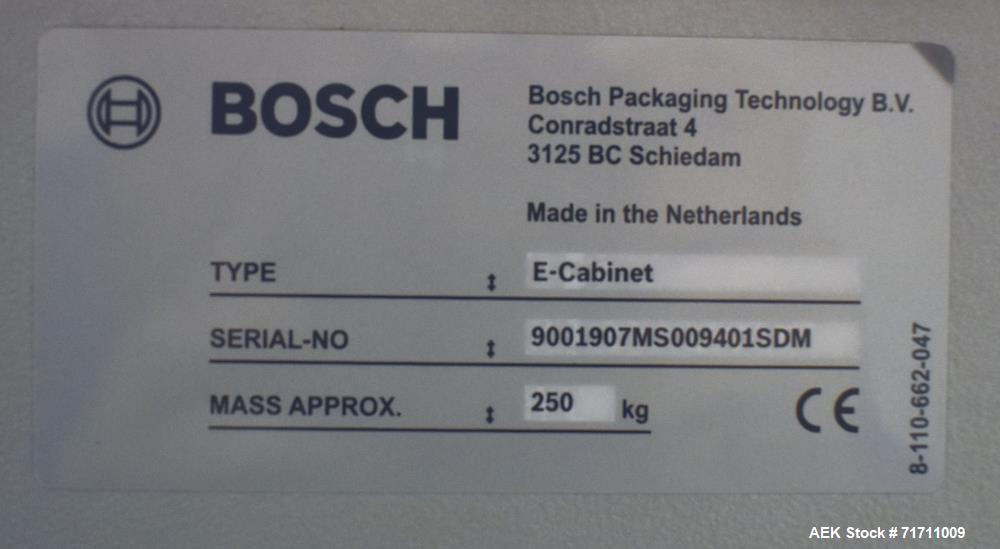 BOSCH
Bosch Packaging Technology B.V.
Conradstraat 4
3125 BC Schiedam
Made in the Netherlands
TYPE : E-Cabinet
SERIAL-NO : 9001907MS009401SDM
MASS APPROX. : 250 kg
CE
8-110-662-047
AEK Stock # 71711009